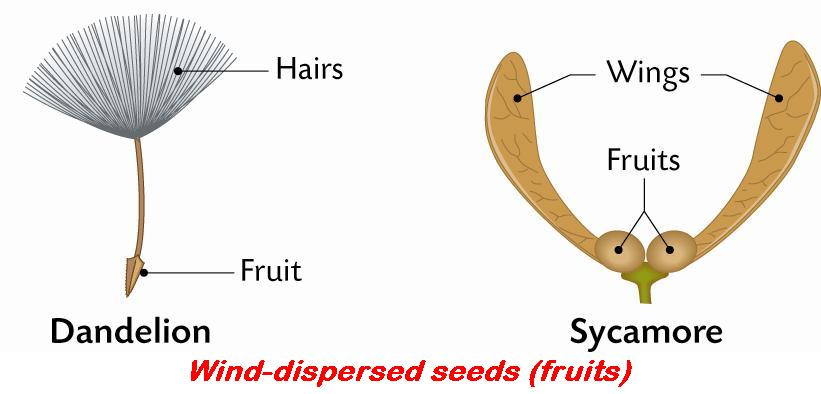 Hairs
Fruit
Dandelion
Wings
Fruits
Sycamore
Wind-dispersed seeds (fruits)